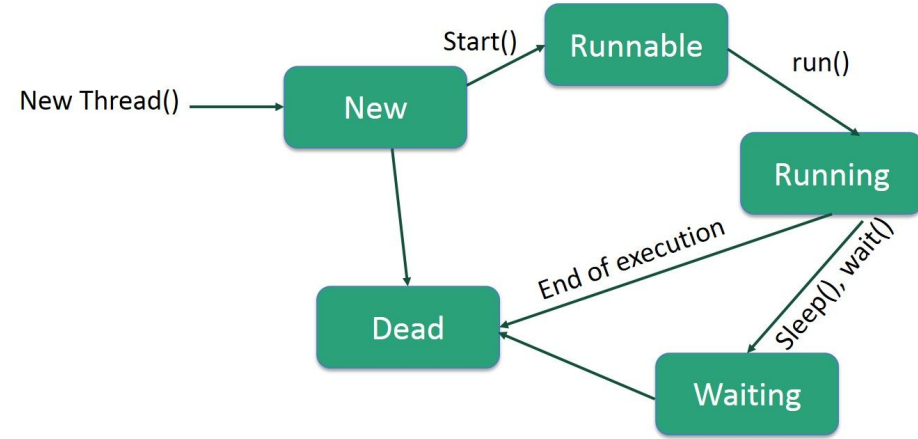 Start()
Runnable
run()
New Thread()
New
Running
End of execution
Sleep(), wait()
Dead
Waiting